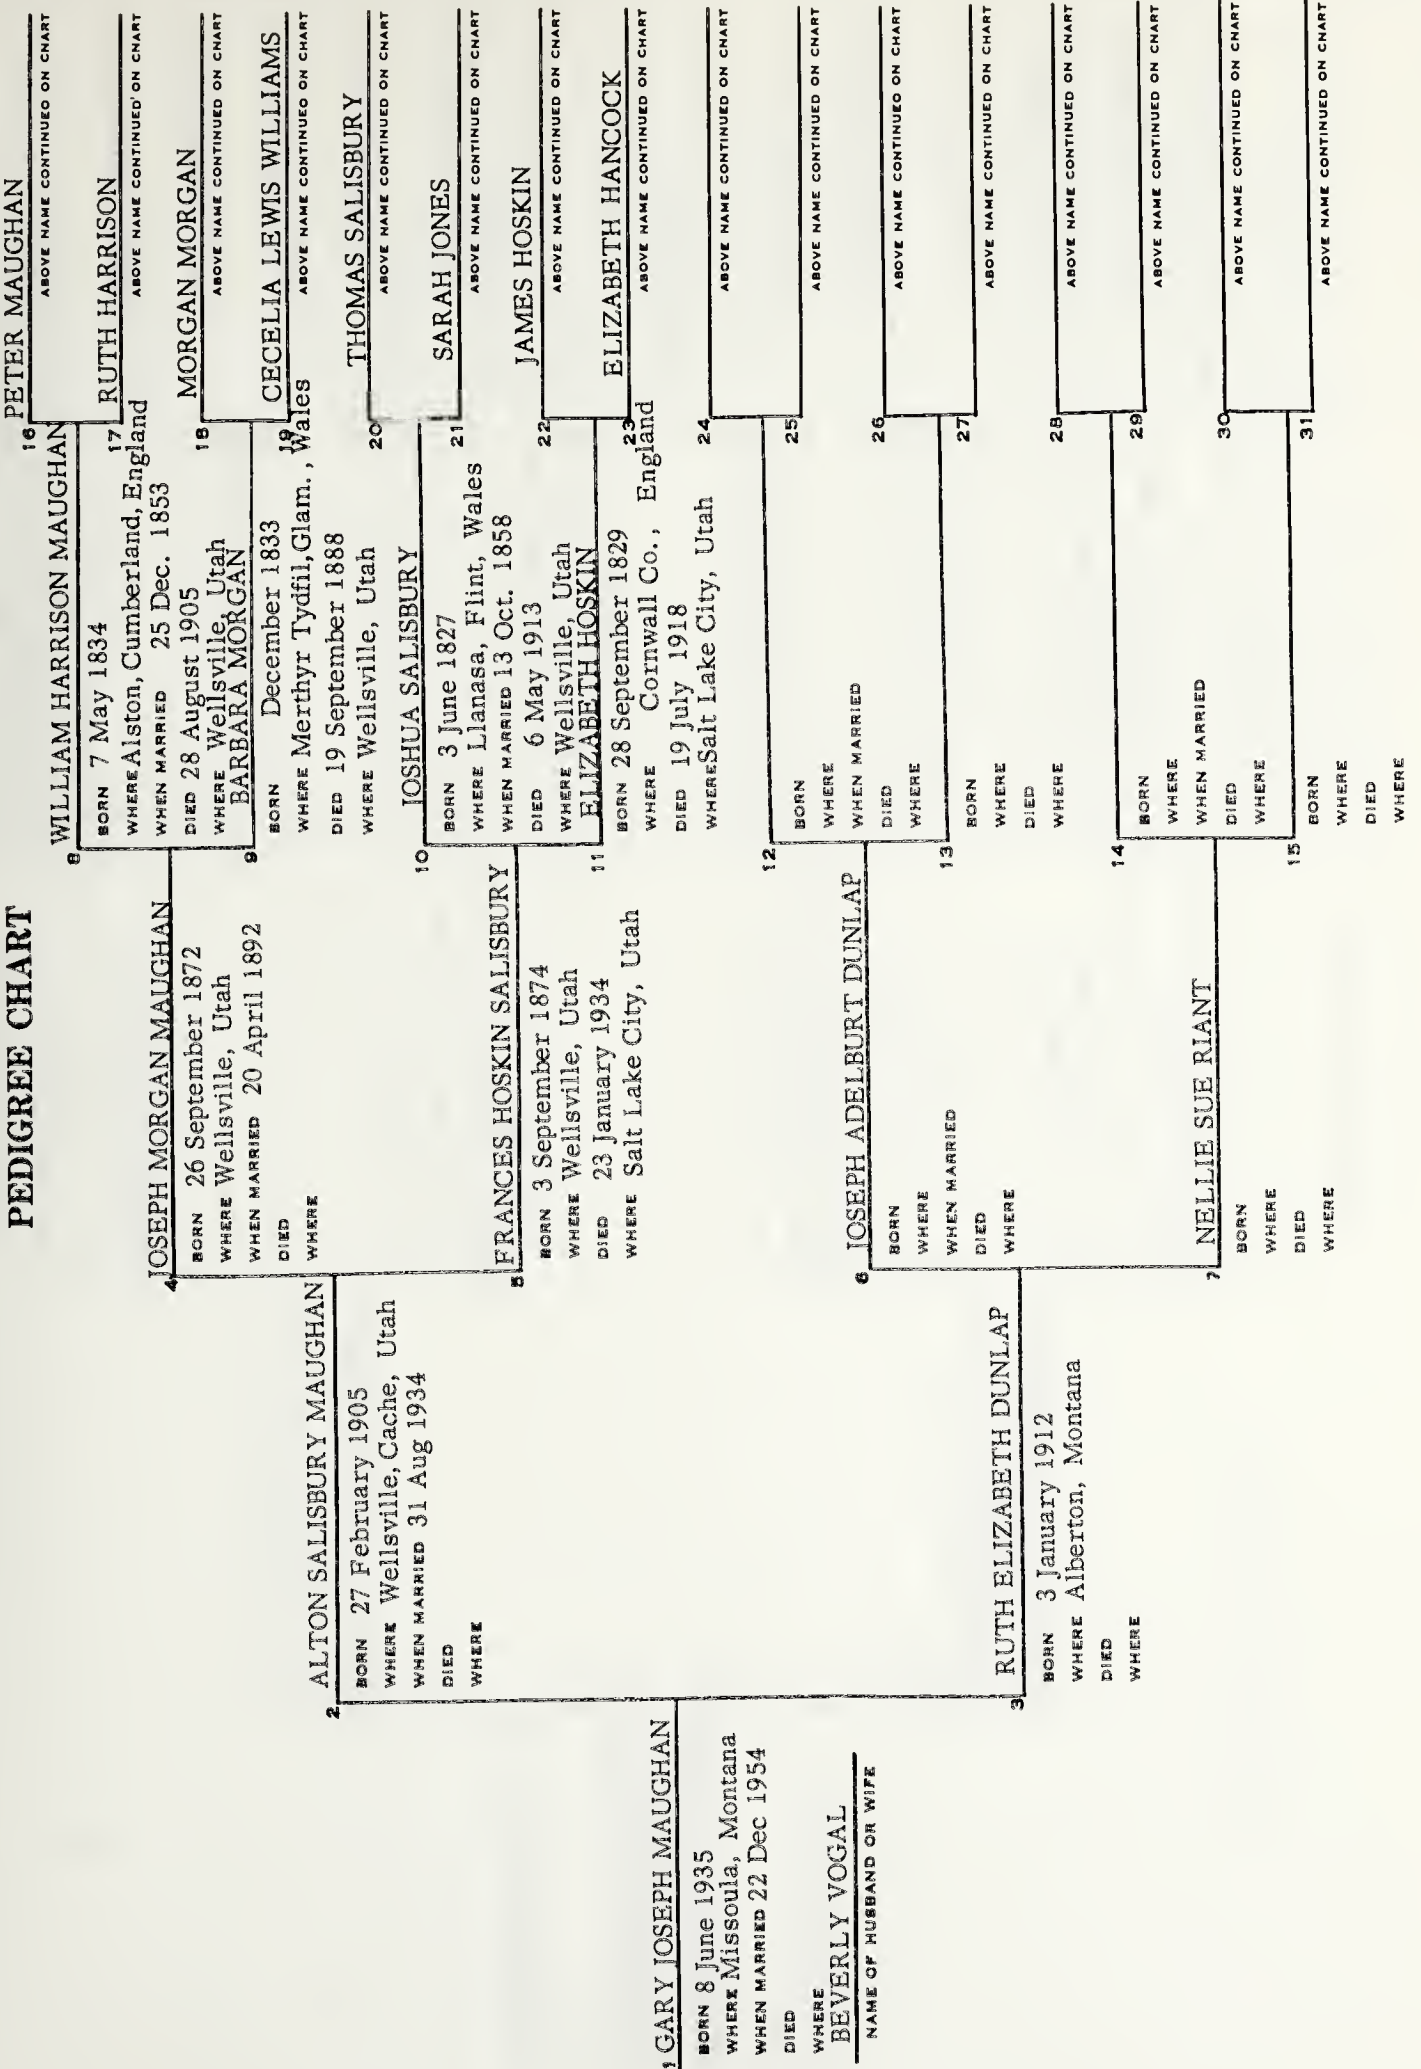 PEDIGREE CHART
1 GARY JOSEPH MAUGHAN
BORN 8 June 1935
WHERE Missoula, Montana
WHEN MARRIED 22 Dec 1954
DIED
WHERE
BEVERLY VOGAL
NAME OF HUSBAND OR WIFE
2
ALTON SALISBURY MAUGHAN
BORN 27 February 1905
WHERE Wellsville, Cache, Utah
WHEN MARRIED 31 Aug 1934
DIED
WHERE
3
RUTH ELIZABETH DUNLAP
BORN 3 January 1912
WHERE Alberton, Montana
DIED
WHERE
4
JOSEPH MORGAN MAUGHAN
BORN 26 September 1872
WHERE Wellsville, Utah
WHEN MARRIED 20 April 1892
DIED
WHERE
5
FRANCES HOSKIN SALISBURY
BORN 3 September 1874
WHERE Wellsville, Utah
DIED 23 January 1934
WHERE Salt Lake City, Utah
6
JOSEPH ADELBURT DUNLAP
BORN
WHERE
WHEN MARRIED
DIED
WHERE
7
NELLIE SUE RIANT
BORN
WHERE
DIED
WHERE
8
WILLIAM HARRISON MAUGHAN
BORN 7 May 1834
WHERE Alston, Cumberland, England
WHEN MARRIED 25 Dec. 1853
DIED 28 August 1905
WHERE Wellsville, Utah
9
BARBARA MORGAN
BORN December 1833
WHERE Merthyr Tydfil, Glam., Wales
DIED 19 September 1888
WHERE Wellsville, Utah
10
JOSHUA SALISBURY
BORN 3 June 1827
WHERE Llanasa, Flint, Wales
WHEN MARRIED 13 Oct. 1858
DIED 6 May 1913
WHERE Wellsville, Utah
11
ELIZABETH HOSKIN
BORN 28 September 1829
WHERE Cornwall Co., England
DIED 19 July 1918
WHERE Salt Lake City, Utah
12
BORN
WHERE
WHEN MARRIED
DIED
WHERE
13
BORN
WHERE
DIED
WHERE
14
BORN
WHERE
WHEN MARRIED
DIED
WHERE
15
BORN
WHERE
DIED
WHERE
16
PETER MAUGHAN
ABOVE NAME CONTINUED ON CHART
17
RUTH HARRISON
ABOVE NAME CONTINUED ON CHART
18
MORGAN MORGAN
ABOVE NAME CONTINUED ON CHART
19
CECELIA LEWIS WILLIAMS
ABOVE NAME CONTINUED ON CHART
20
THOMAS SALISBURY
ABOVE NAME CONTINUED ON CHART
21
SARAH JONES
ABOVE NAME CONTINUED ON CHART
22
JAMES HOSKIN
ABOVE NAME CONTINUED ON CHART
23
ELIZABETH HANCOCK
ABOVE NAME CONTINUED ON CHART
24
ABOVE NAME CONTINUED ON CHART
25
ABOVE NAME CONTINUED ON CHART
26
ABOVE NAME CONTINUED ON CHART
27
ABOVE NAME CONTINUED ON CHART
28
ABOVE NAME CONTINUED ON CHART
29
ABOVE NAME CONTINUED ON CHART
30
ABOVE NAME CONTINUED ON CHART
31
ABOVE NAME CONTINUED ON CHART